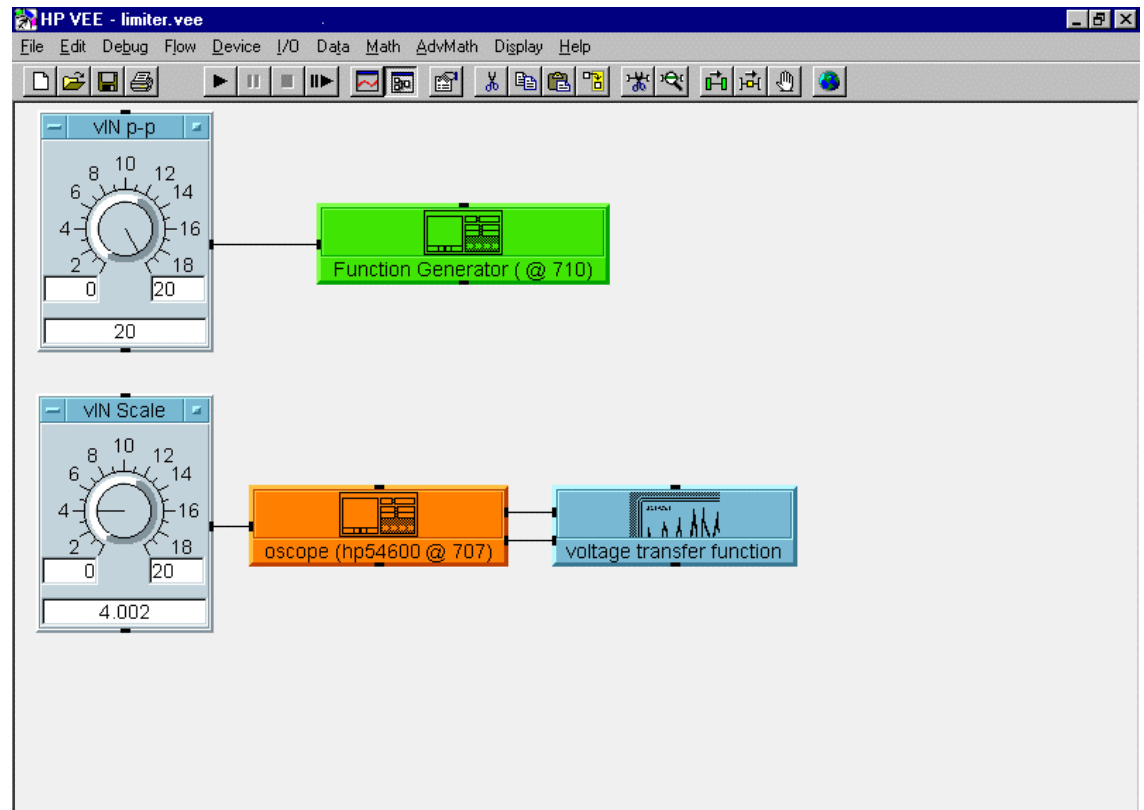 HP VEE - limiter.vee
File Edit Debug Flow Device I/O Data Math AdvMath Display Help
vIN p-p
10
8 12
6 14
4 16
2 18
0 20
20
Function Generator ( @ 710)
vIN Scale
10
8 12
6 14
4 16
2 18
0 20
4.002
oscope (hp54600 @ 707)
voltage transfer function